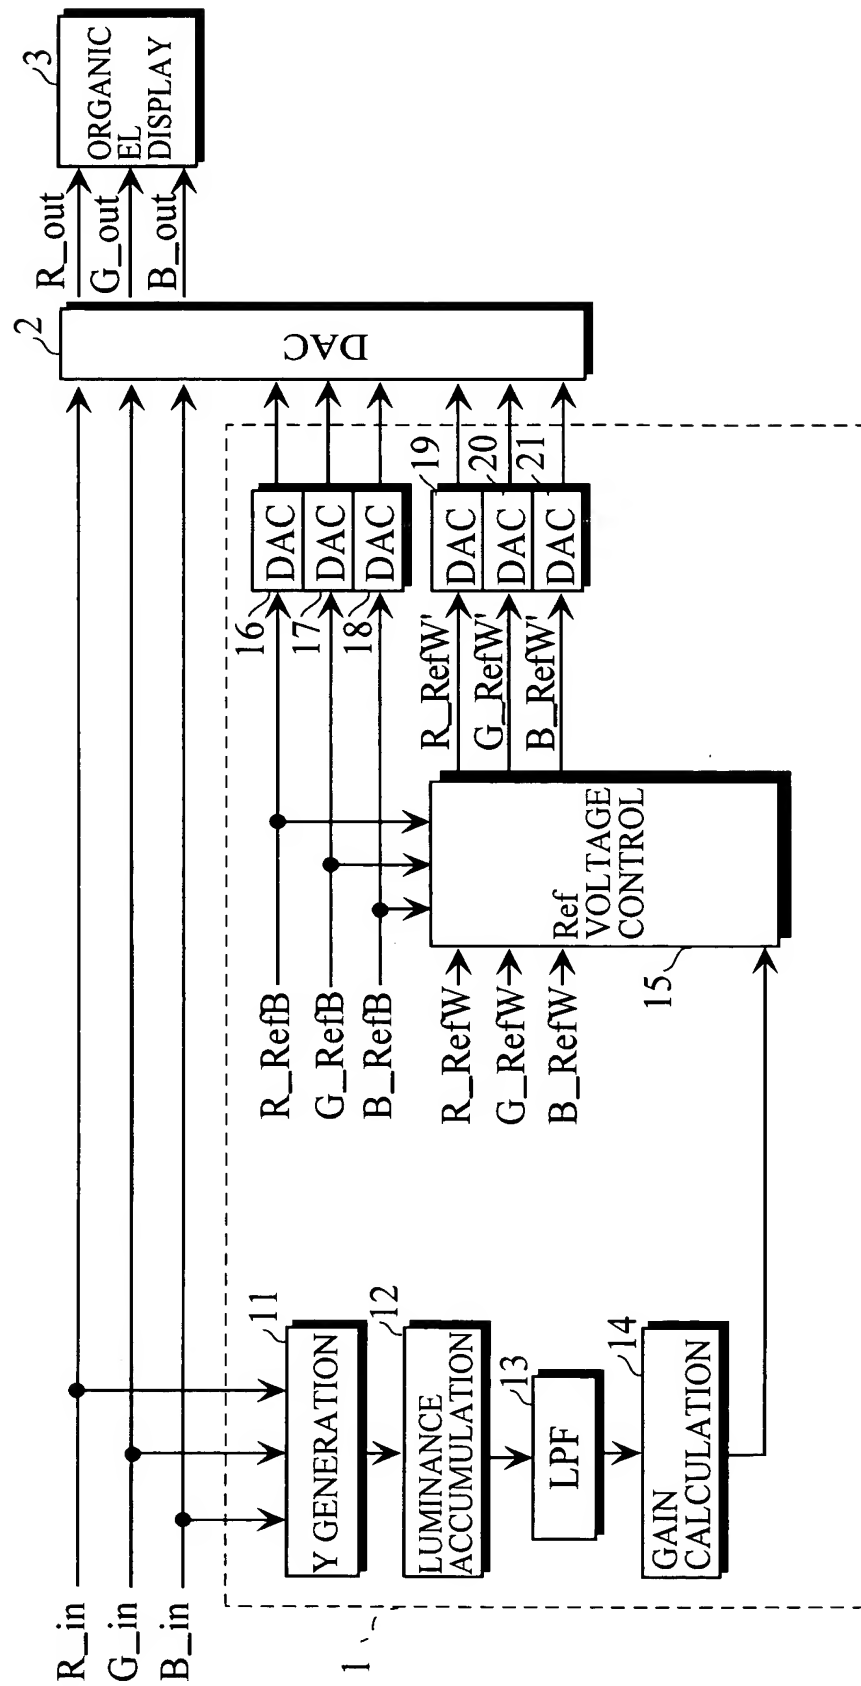 R_in
G_in
B_in
1
11
Y GENERATION
12
LUMINANCE
ACCUMULATION
13
LPF
14
GAIN
CALCULATION
R_RefB
G_RefB
B_RefB
R_RefW
G_RefW
B_RefW
15
Ref
VOLTAGE
CONTROL
R_RefW'
G_RefW'
B_RefW'
16
DAC
17
DAC
18
DAC
19
DAC
20
DAC
21
DAC
2
DAC
R_out
G_out
B_out
3
ORGANIC
EL
DISPLAY